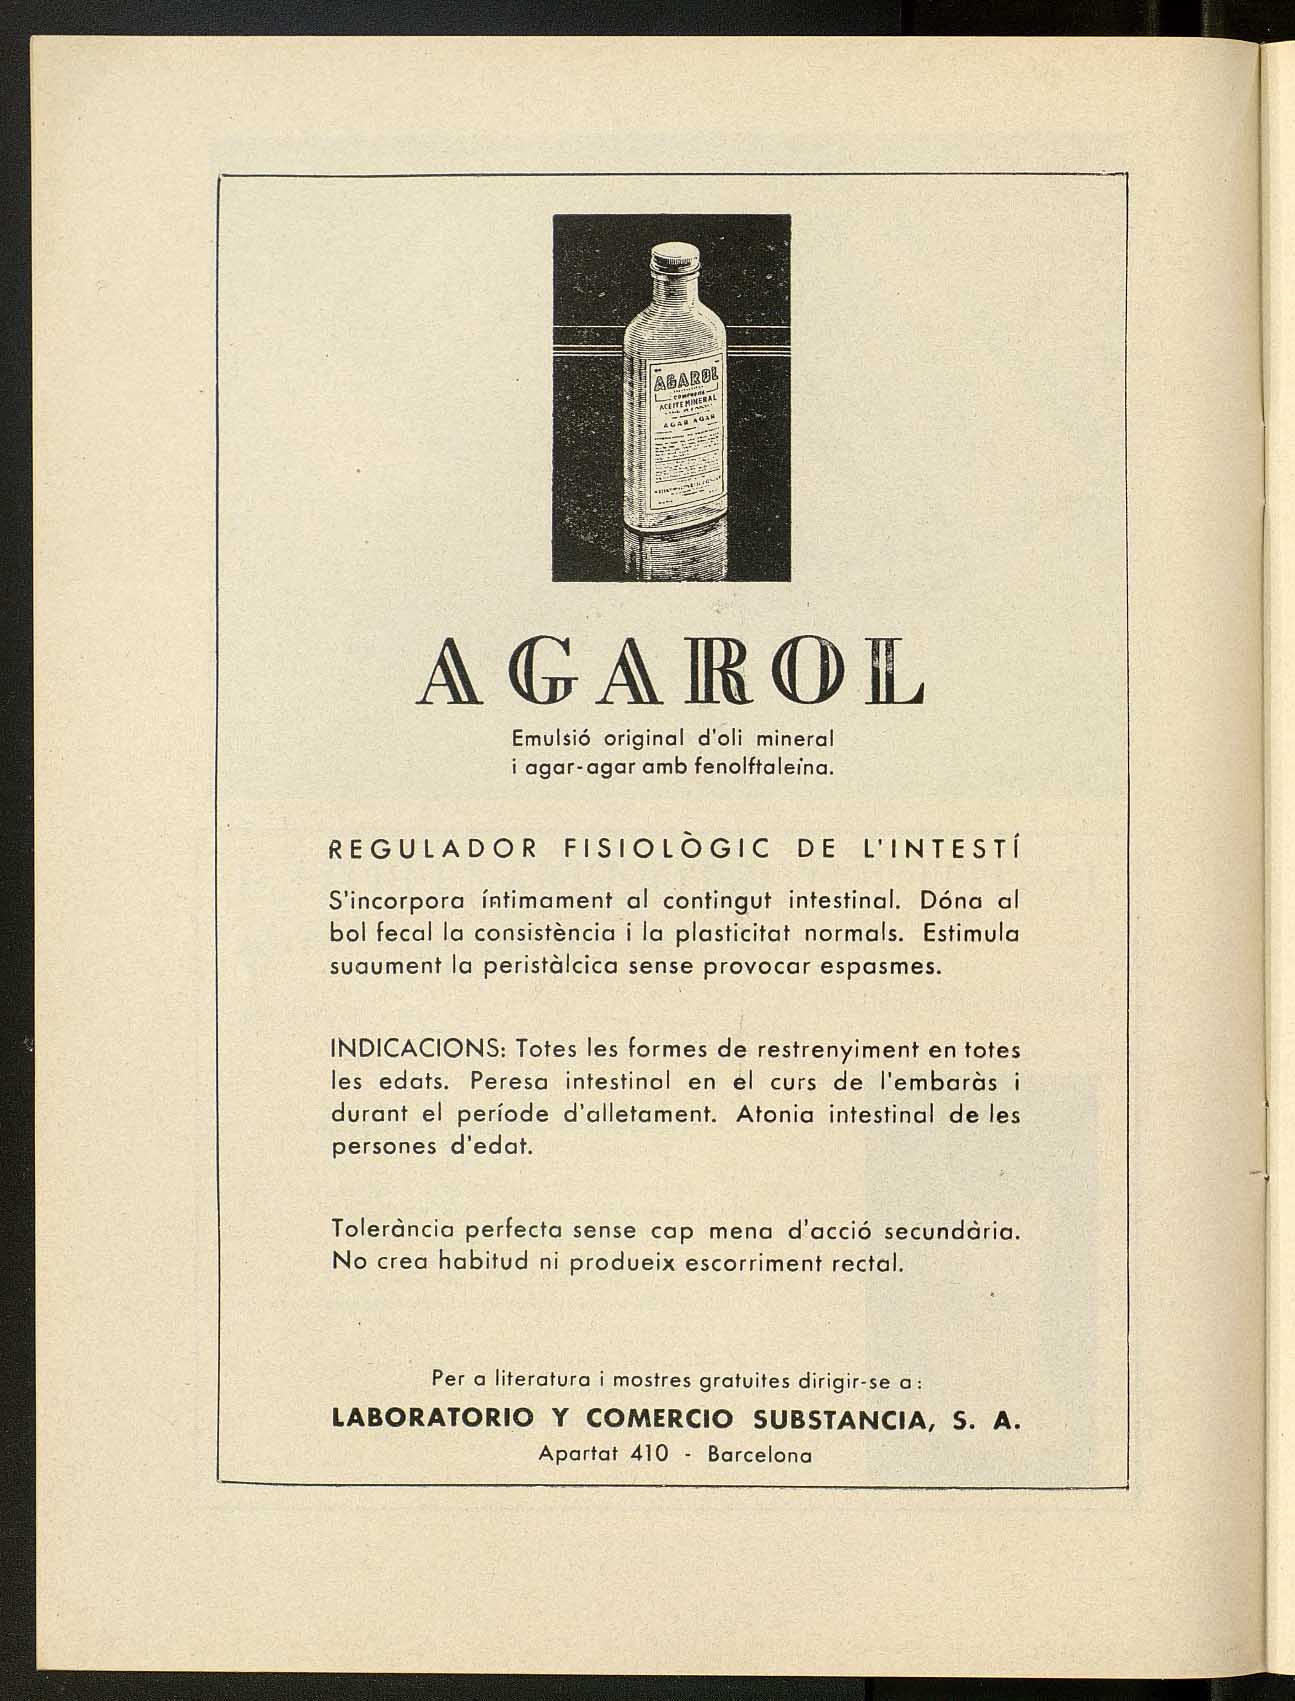 AGAROL
COMPRENE
ACEITE MINERAL
AGAR AGAR
AGAROL
Emulsió original d'oli mineral
i agar-agar amb fenolftaleïna.
REGULADOR FISIOLÒGIC DE L'INTESTÍ
S'incorpora íntimament al contingut intestinal. Dóna al
bol fecal la consistència i la plasticitat normals. Estimula
suaument la peristàlcica sense provocar espasmes.
INDICACIONS: Totes les formes de restrenyiment en totes
les edats. Peresa intestinal en el curs de l'embaràs i
durant el període d'alletament. Atonia intestinal de les
persones d'edat.
Toleràncìa perfecta sense cap mena d'acció secundària.
No crea habitud ni produeix escorriment rectal.
Per a literatura i mostres gratuites dirigir-se a:
LABORATORIO Y COMERCIO SUBSTANCIA, S. A.
Apartat 410 - Barcelona